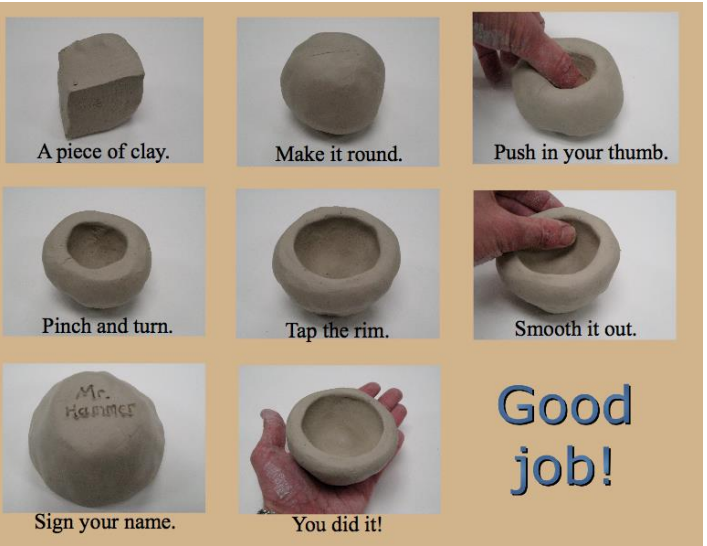 A piece of clay.
Make it round.
Push in your thumb.
Pinch and turn.
Tap the rim.
Smooth it out.
Mr.
Hammer
Sign your name.
You did it!
Good
job!